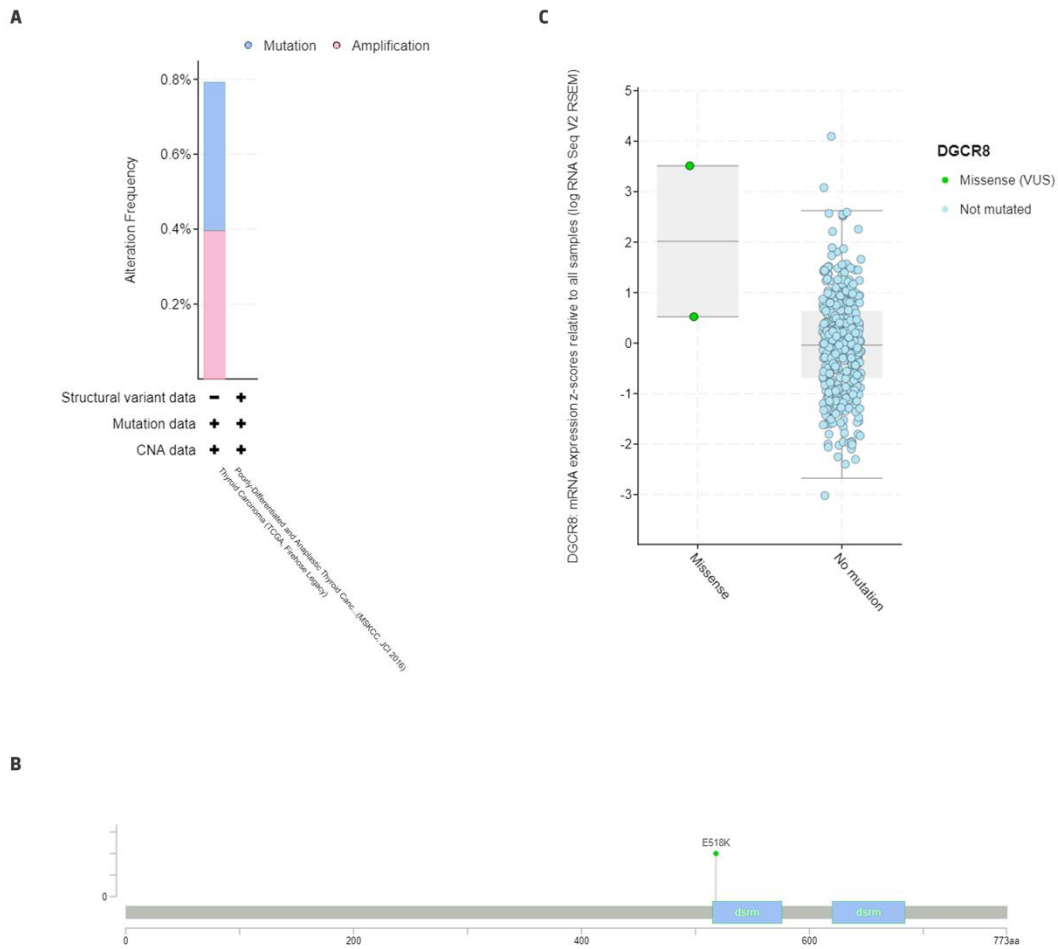 A
Mutation
Amplification
0.8%
0.6%
0.4%
0.2%
Alteration Frequency
Structural variant data
Mutation data
CNA data
Thyroid Carcinoma (TCGA, Firehose Legacy)
Poorly-Differentiated and Anaplastic Thyroid Canc...(MSKCC, JCI 2016)
C
DGCR8: mRNA expression z-scores relative to all samples (log RNA Seq V2 RSEM)
5
4
3
2
1
0
-1
-2
-3
Missense
No mutation
DGCR8
Missense (VUS)
Not mutated
B
E518K
0
dsrm
dsrm
0
200
400
600
773aa